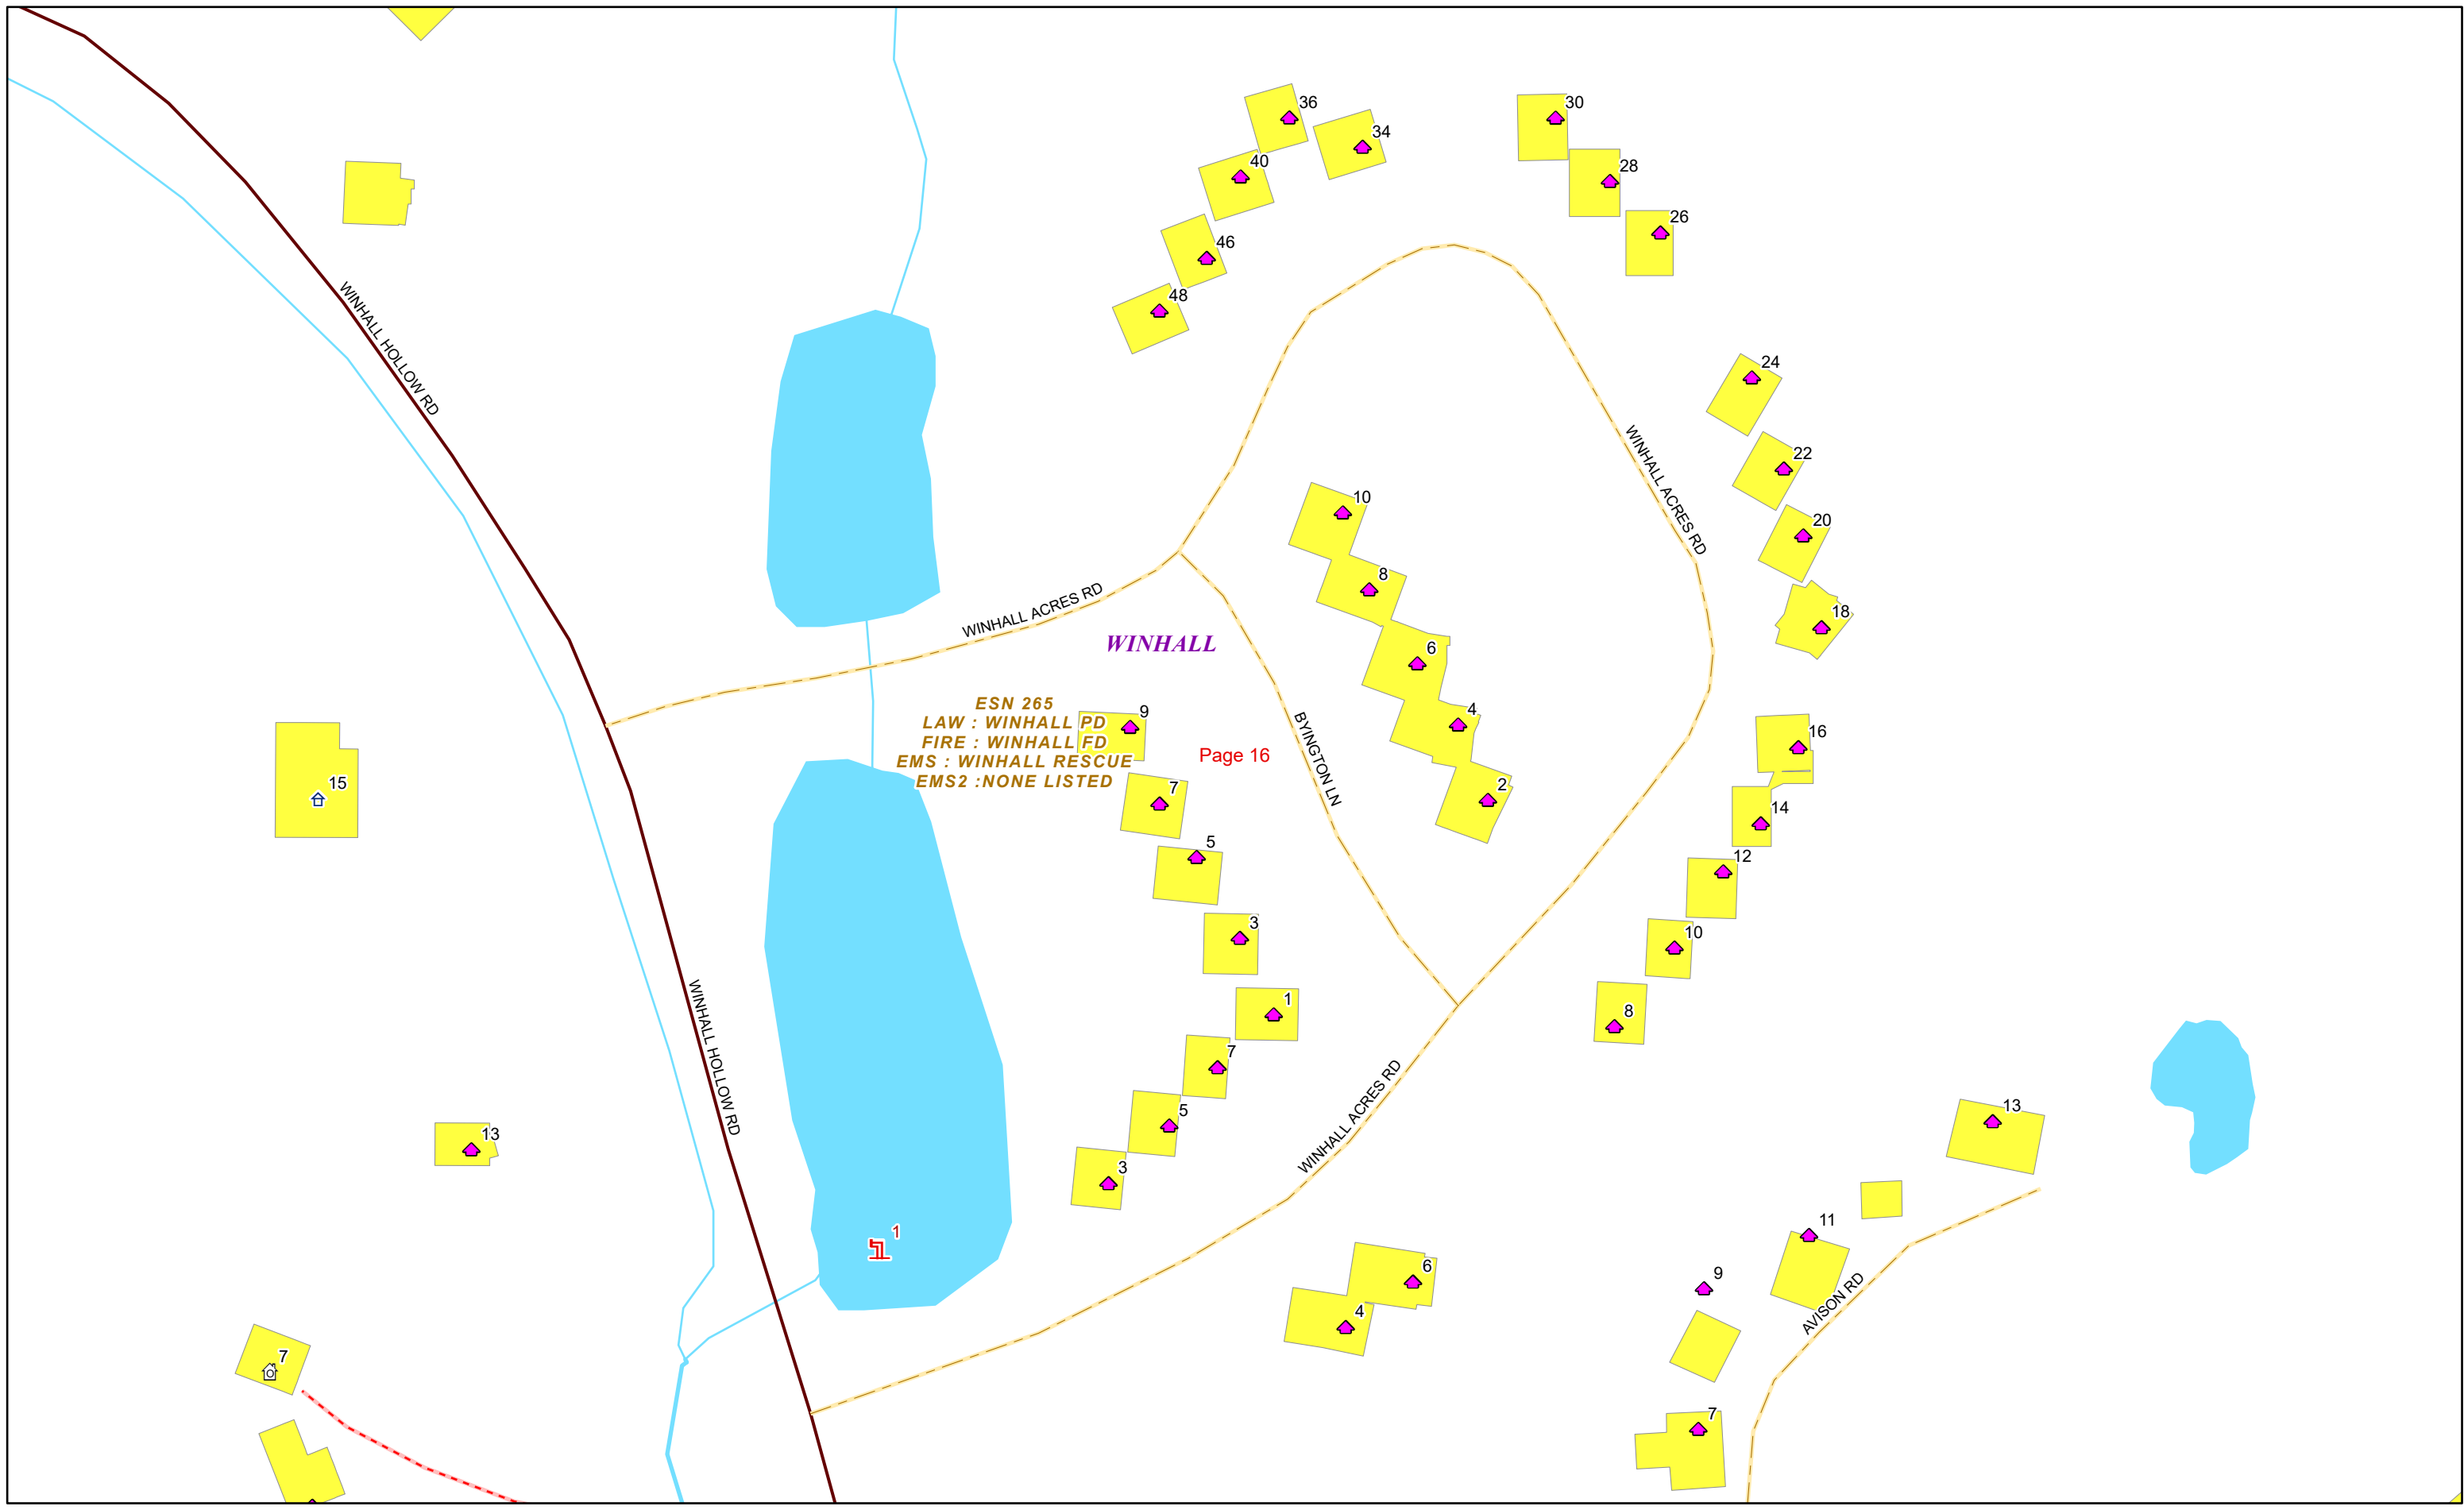 36
30
34
40
28
26
46
48
WINHALL HOLLOW RD
24
WINHALL ACRES RD
22
10
20
8
WINHALL ACRES RD
18
WINHALL
6
ESN 265
LAW : WINHALL PD
FIRE : WINHALL FD
EMS : WINHALL RESCUE
EMS2 :NONE LISTED
9
4
Page 16
BYINGTON LN
16
15
7
2
14
5
12
3
10
1
8
WINHALL HOLLOW RD
7
WINHALL ACRES RD
5
13
13
3
1
11
6
9
AVISON RD
4
7
7